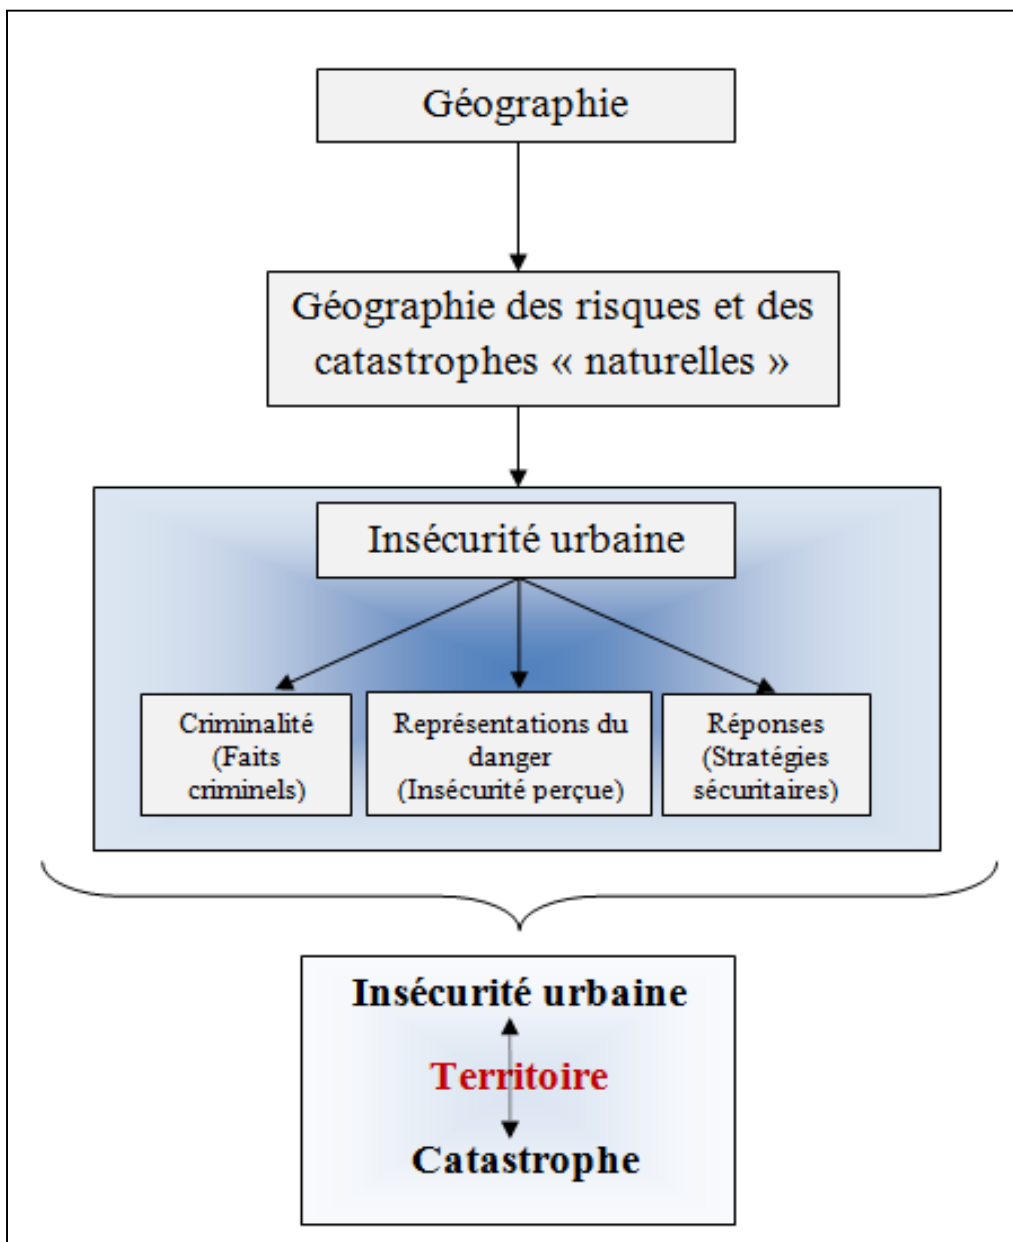 Géographie
Géographie des risques et des
catastrophes « naturelles »
Insécurité urbaine
Criminalité
(Faits
criminels)
Représentations du
danger
(Insécurité perçue)
Réponses
(Stratégies
sécuritaires)
Insécurité urbaine
Territoire
Catastrophe